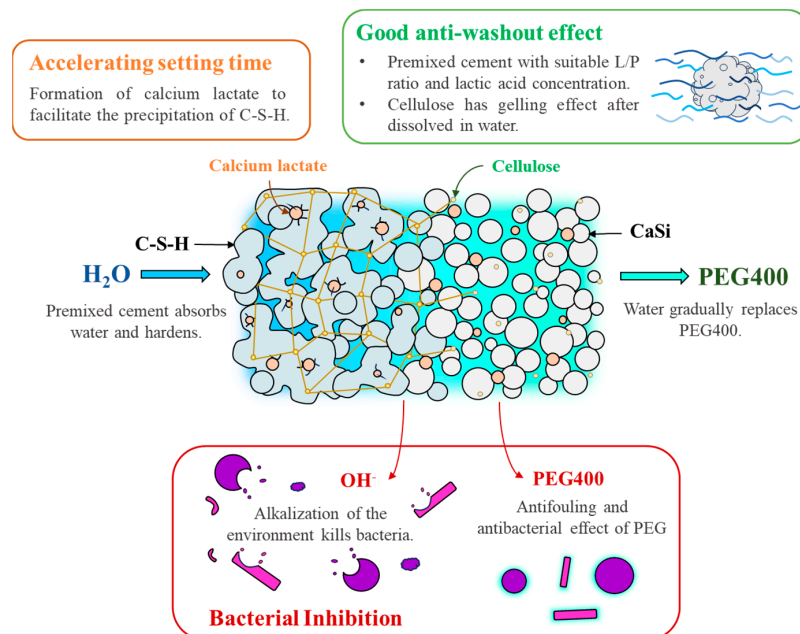 Accelerating setting time
Formation of calcium lactate to
facilitate the precipitation of C-S-H.
Good anti-washout effect
• Premixed cement with suitable L/P
ratio and lactic acid concentration.
• Cellulose has gelling effect after
dissolved in water.
Calcium lactate
Cellulose
C-S-H
CaSi
H₂O
PEG400
Premixed cement absorbs
water and hardens.
Water gradually replaces
PEG400.
OH⁻
Alkalization of the
environment kills bacteria.
PEG400
Antifouling and
antibacterial effect of PEG
Bacterial Inhibition